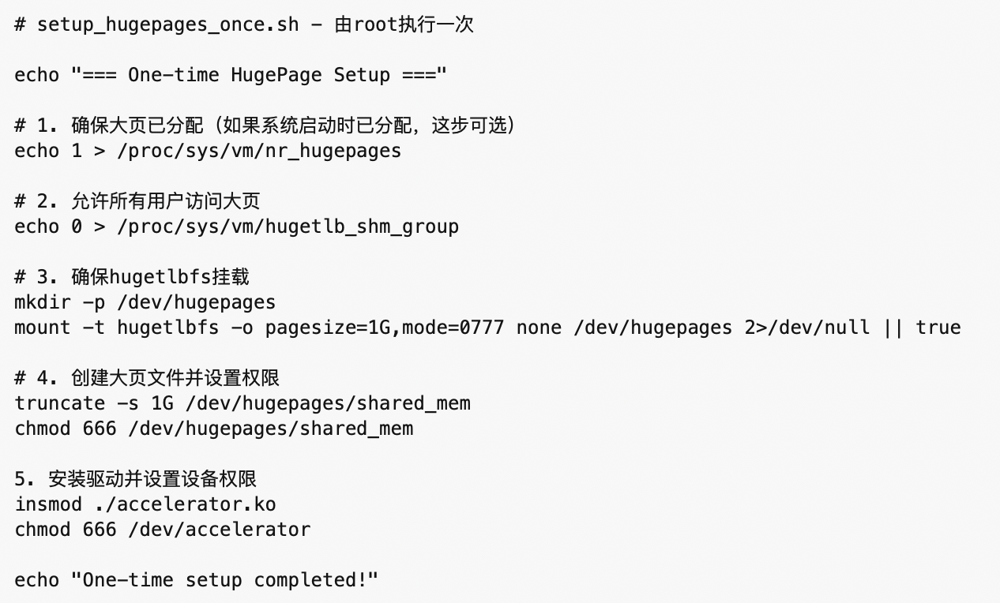 # setup_hugepages_once.sh - 由root执行一次
echo "=== One-time HugePage Setup ==="
# 1. 确保大页已分配（如果系统启动时已分配，这步可选）
echo 1 > /proc/sys/vm/nr_hugepages
# 2. 允许所有用户访问大页
echo 0 > /proc/sys/vm/hugetlb_shm_group
# 3. 确保hugetlbfs挂载
mkdir -p /dev/hugepages
mount -t hugetlbfs -o pagesize=1G,mode=0777 none /dev/hugepages 2>/dev/null || true
# 4. 创建大页文件并设置权限
truncate -s 1G /dev/hugepages/shared_mem
chmod 666 /dev/hugepages/shared_mem
5. 安装驱动并设置设备权限
insmod ./accelerator.ko
chmod 666 /dev/accelerator
echo "One-time setup completed!"